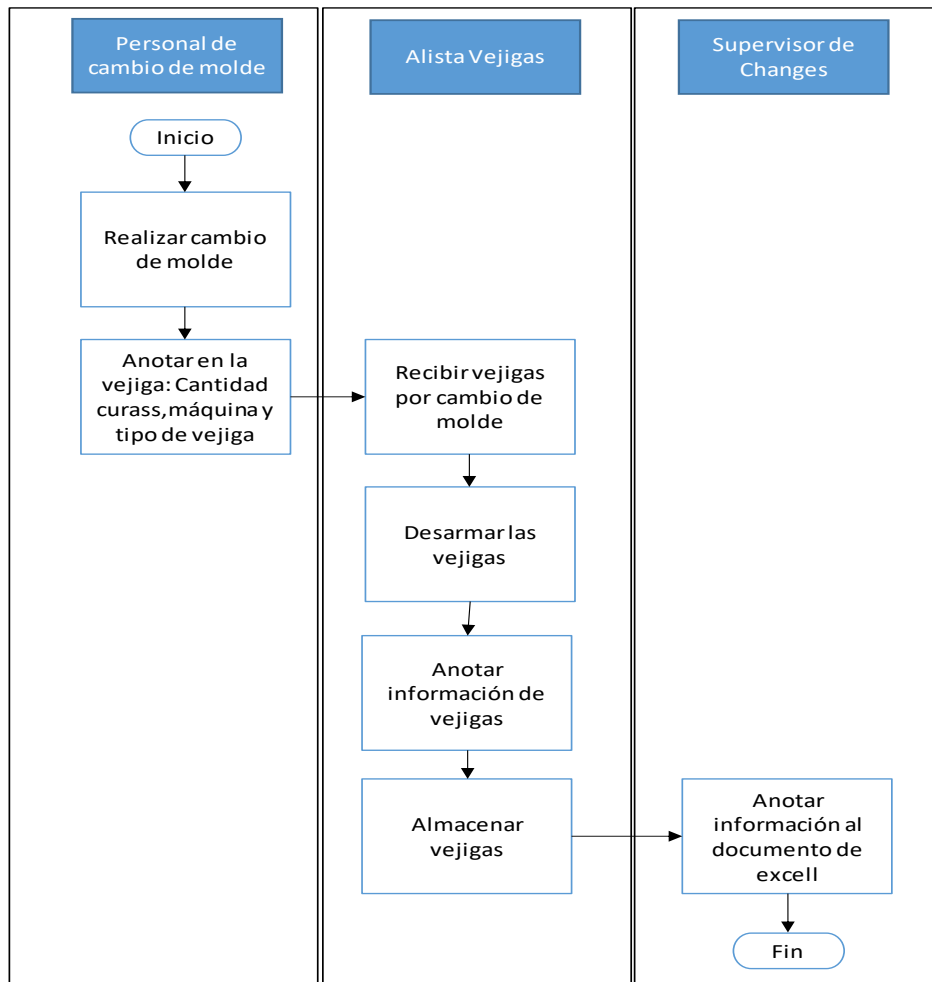 Personal de
cambio de molde
Alista Vejigas
Supervisor de
Changes
Inicio
Realizar cambio
de molde
Anotar en la
vejiga: Cantidad
curass, máquina y
tipo de vejiga
Recibir vejigas
por cambio de
molde
Desarmar las
vejigas
Anotar
información de
vejigas
Almacenar
vejigas
Anotar
información al
documento de
excell
Fin